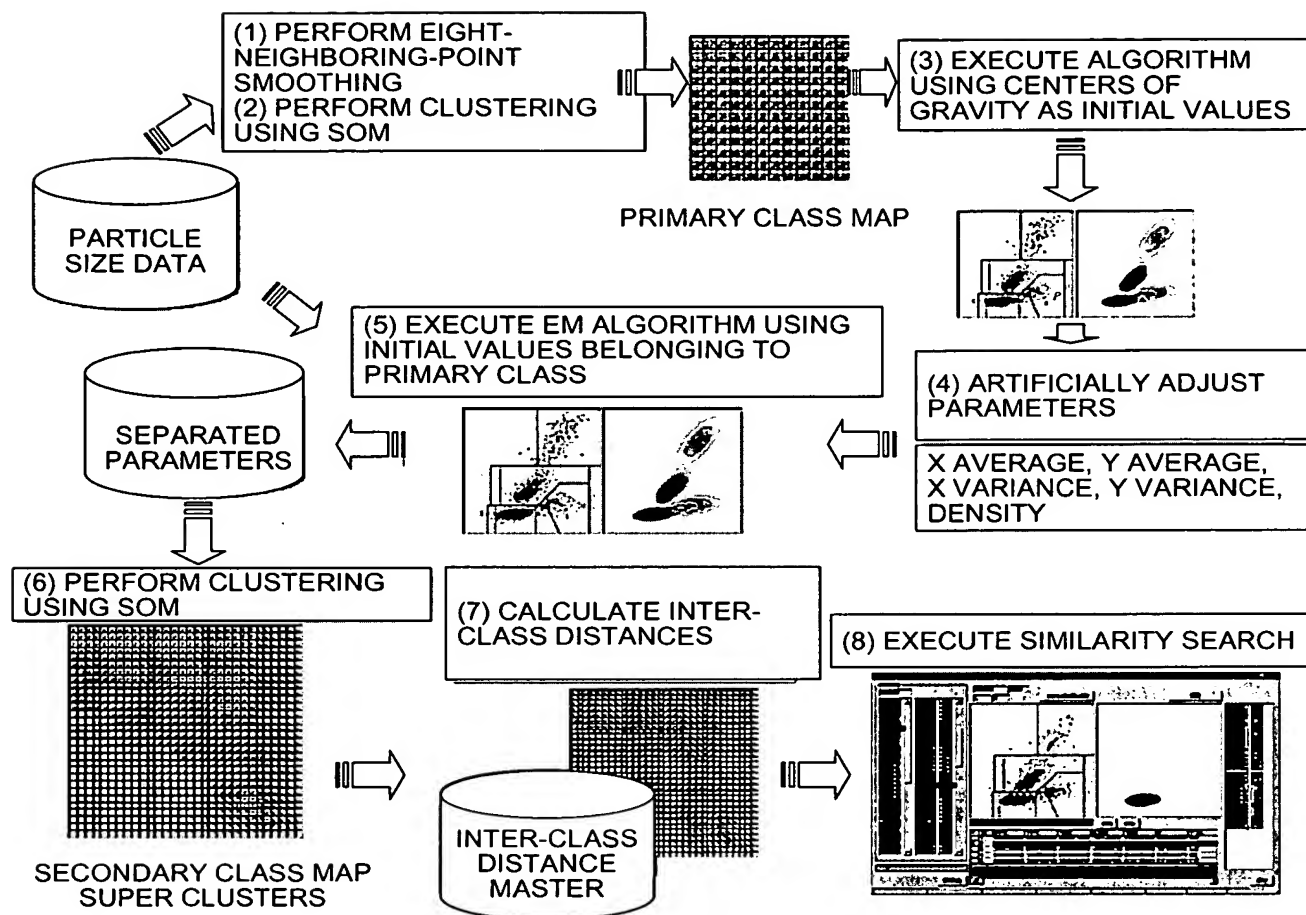 (1) PERFORM EIGHT-
NEIGHBORING-POINT
SMOOTHING
(2) PERFORM CLUSTERING
USING SOM
(3) EXECUTE ALGORITHM
USING CENTERS OF
GRAVITY AS INITIAL VALUES
PARTICLE
SIZE DATA
PRIMARY CLASS MAP
(5) EXECUTE EM ALGORITHM USING
INITIAL VALUES BELONGING TO
PRIMARY CLASS
(4) ARTIFICIALLY ADJUST
PARAMETERS
X AVERAGE, Y AVERAGE,
X VARIANCE, Y VARIANCE,
DENSITY
SEPARATED
PARAMETERS
(6) PERFORM CLUSTERING
USING SOM
(7) CALCULATE INTER-
CLASS DISTANCES
(8) EXECUTE SIMILARITY SEARCH
SECONDARY CLASS MAP
SUPER CLUSTERS
INTER-CLASS
DISTANCE
MASTER